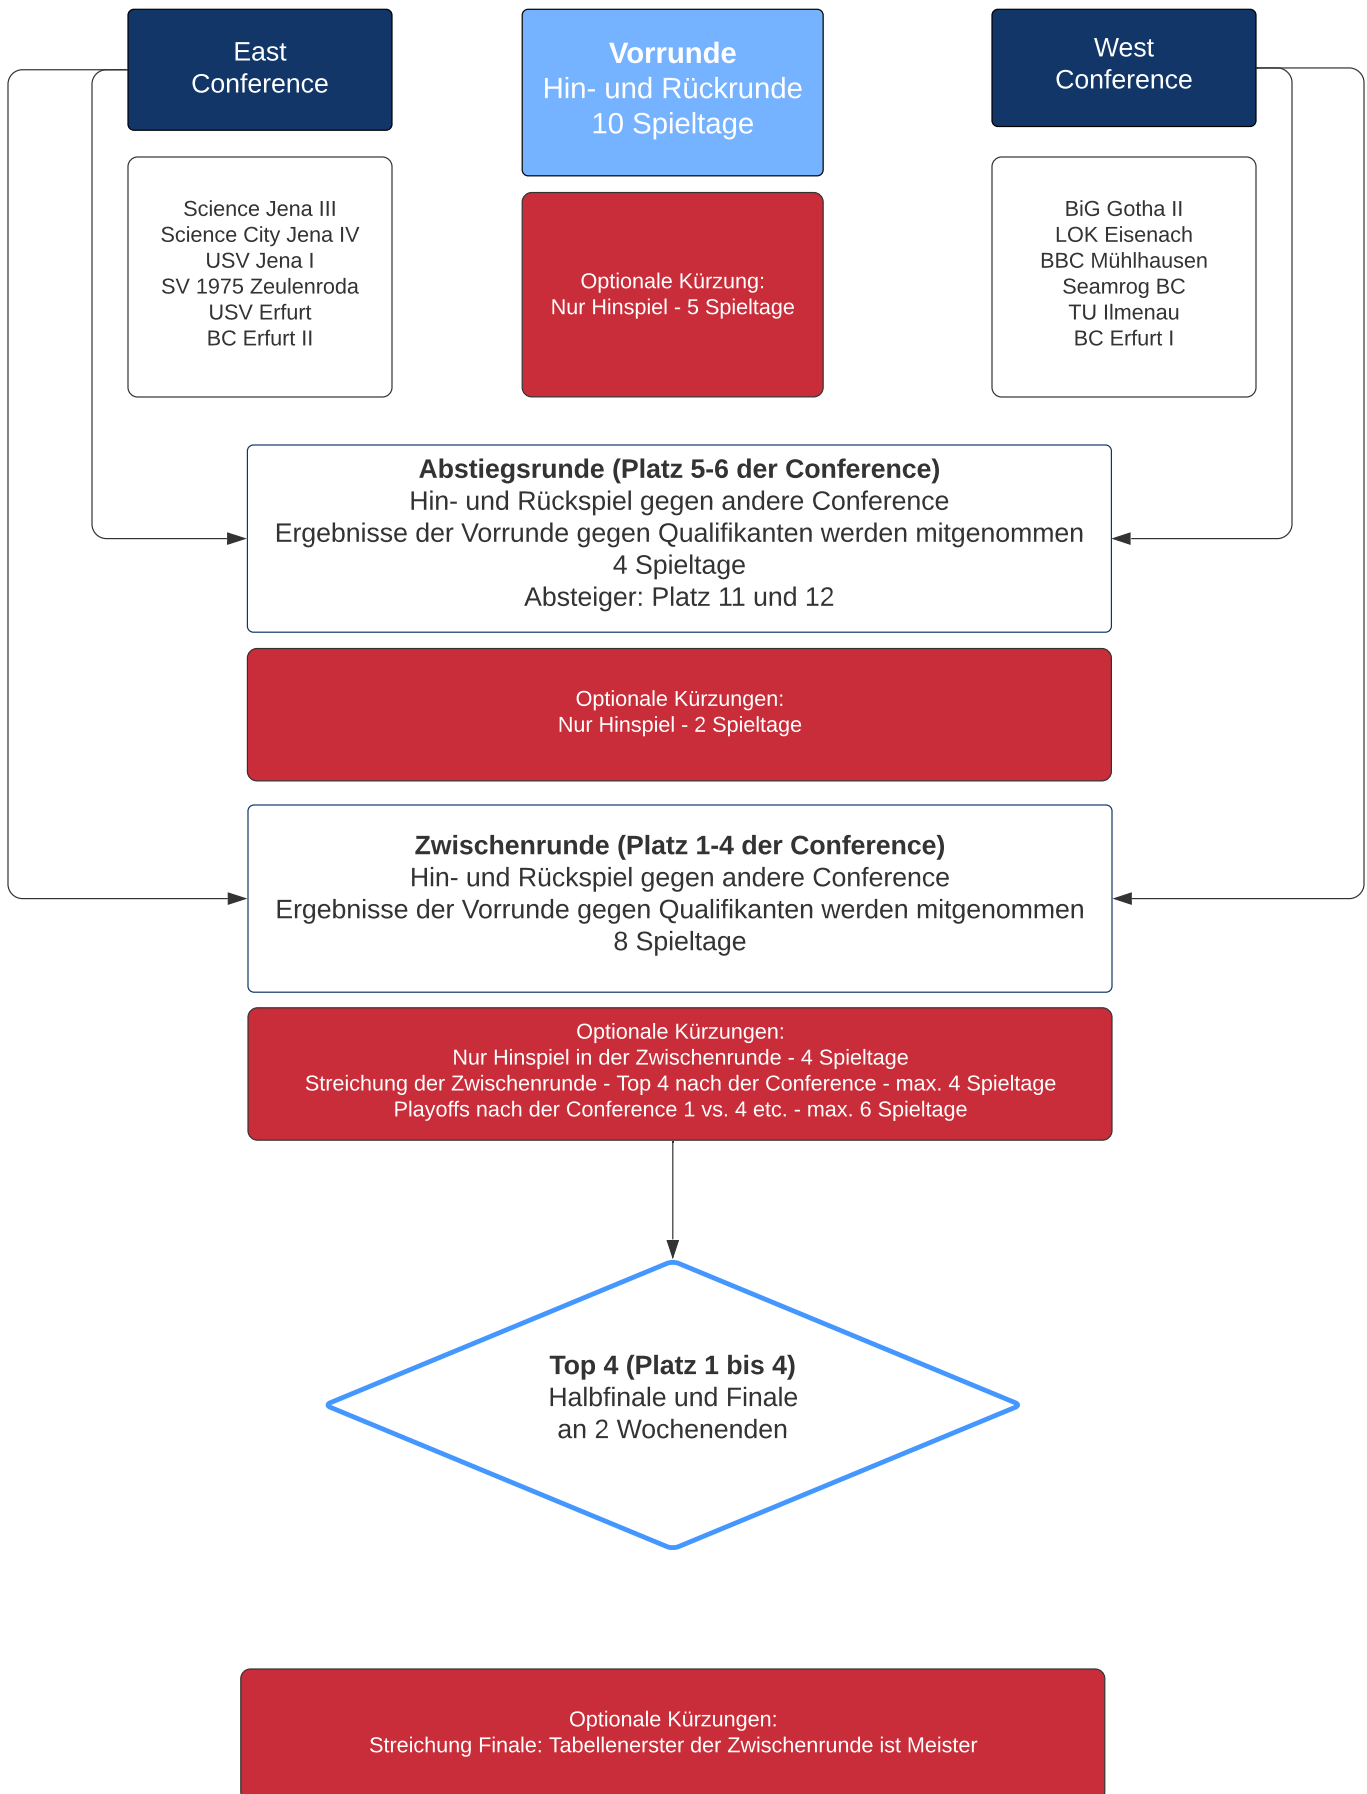 East
Conference
Vorrunde
Hin- und Rückrunde
10 Spieltage
West
Conference
Science Jena III
Science City Jena IV
USV Jena I
SV 1975 Zeulenroda
USV Erfurt
BC Erfurt II
Optionale Kürzung:
Nur Hinspiel - 5 Spieltage
BiG Gotha II
LOK Eisenach
BBC Mühlhausen
Seamrog BC
TU Ilmenau
BC Erfurt I
Abstiegsrunde (Platz 5-6 der Conference)
Hin- und Rückspiel gegen andere Conference
Ergebnisse der Vorrunde gegen Qualifikanten werden mitgenommen
4 Spieltage
Absteiger: Platz 11 und 12
Optionale Kürzungen:
Nur Hinspiel - 2 Spieltage
Zwischenrunde (Platz 1-4 der Conference)
Hin- und Rückspiel gegen andere Conference
Ergebnisse der Vorrunde gegen Qualifikanten werden mitgenommen
8 Spieltage
Optionale Kürzungen:
Nur Hinspiel in der Zwischenrunde - 4 Spieltage
Streichung der Zwischenrunde - Top 4 nach der Conference - max. 4 Spieltage
Playoffs nach der Conference 1 vs. 4 etc. - max. 6 Spieltage
Top 4 (Platz 1 bis 4)
Halbfinale und Finale
an 2 Wochenenden
Optionale Kürzungen:
Streichung Finale: Tabellenerster der Zwischenrunde ist Meister